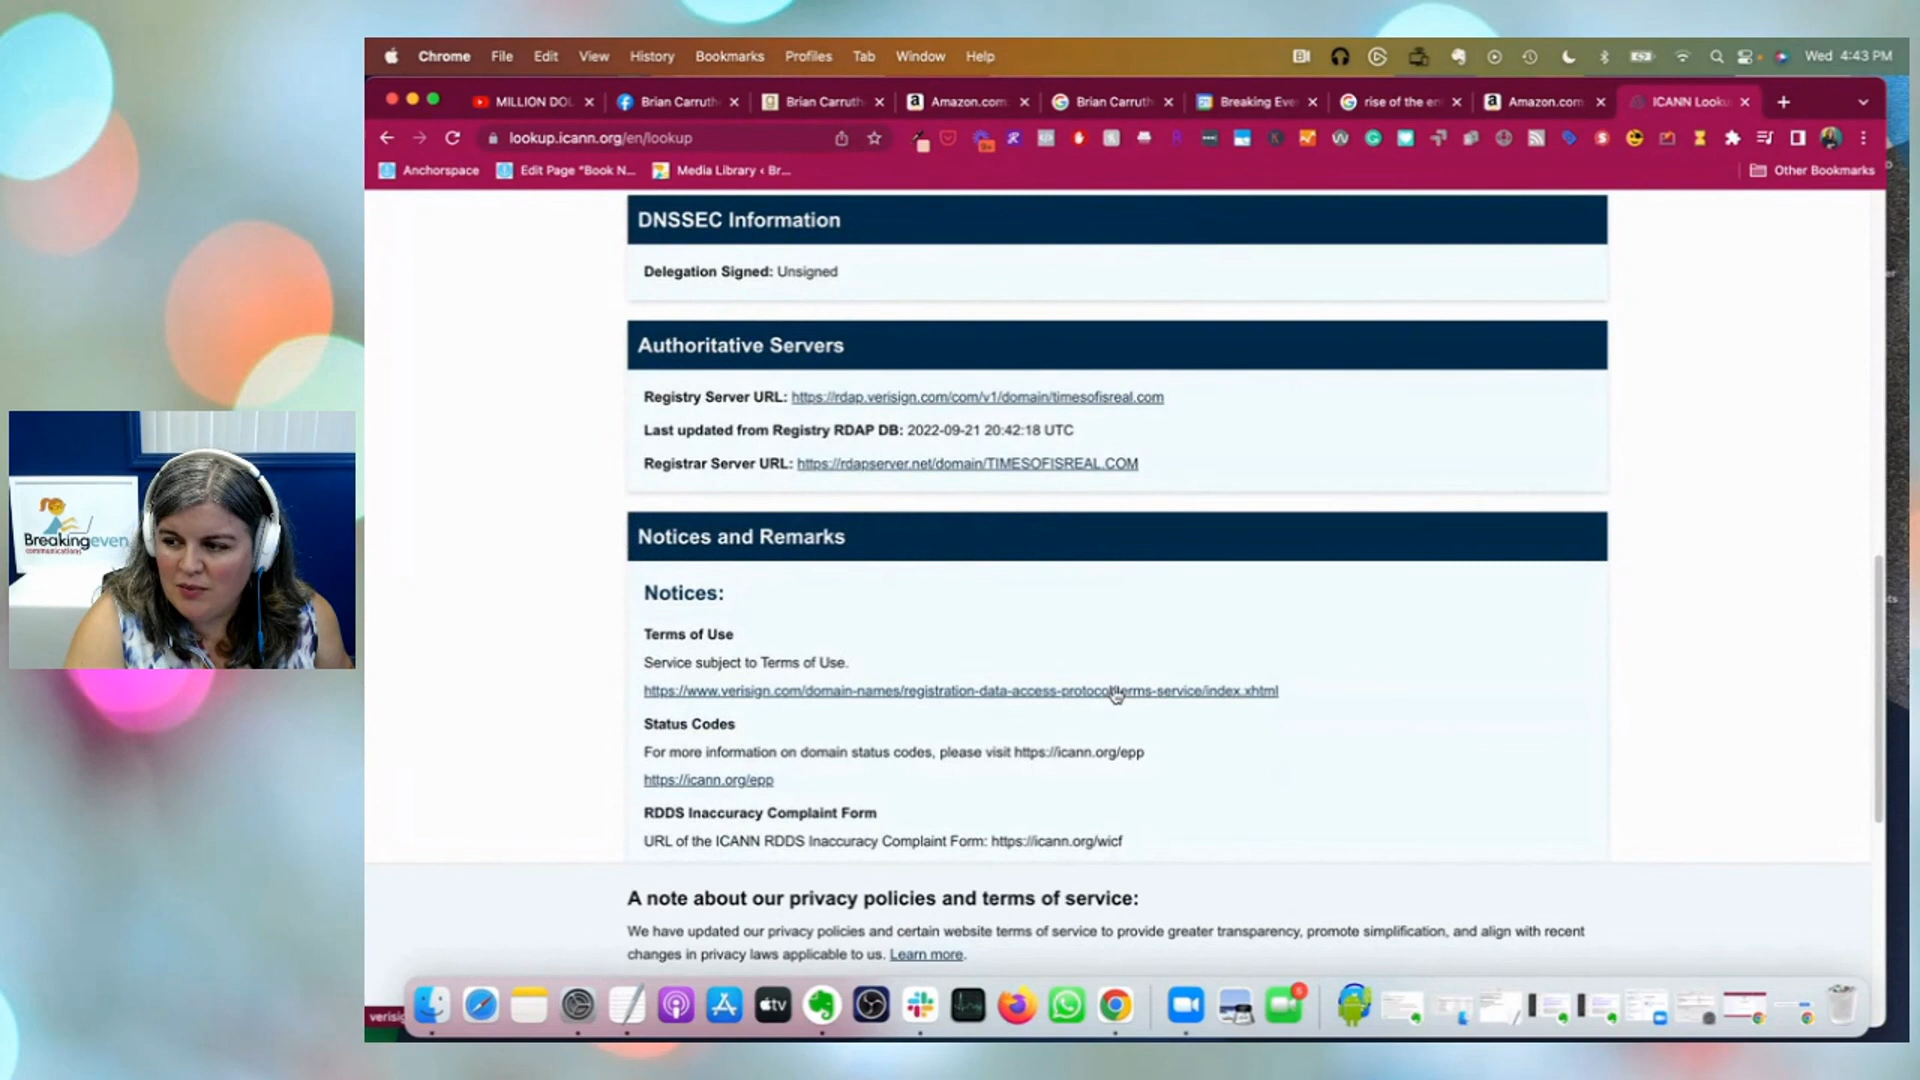 Chrome File Edit View History Bookmarks Profiles Tab Window Help Wed 4:43 PM
MILLION DOL Brian Carruth Brian Carruth Amazon.com Brian Carruth Breaking Eve rise of the en Amazon.com ICANN Looku
lookup.icann.org/en/lookup
Anchorspace Edit Page "Book N... Media Library ‹ Br... Other Bookmarks
DNSSEC Information
Delegation Signed: Unsigned
Authoritative Servers
Registry Server URL: https://rdap.verisign.com/com/v1/domain/timesofisreal.com
Last updated from Registry RDAP DB: 2022-09-21 20:42:18 UTC
Registrar Server URL: https://rdapserver.net/domain/TIMESOFISREAL.COM
Notices and Remarks
Notices:
Terms of Use
Service subject to Terms of Use.
https://www.verisign.com/domain-names/registration-data-access-protocol/terms-service/index.xhtml
Status Codes
For more information on domain status codes, please visit https://icann.org/epp
https://icann.org/epp
RDDS Inaccuracy Complaint Form
URL of the ICANN RDDS Inaccuracy Complaint Form: https://icann.org/wicf
A note about our privacy policies and terms of service:
We have updated our privacy policies and certain website terms of service to provide greater transparency, promote simplification, and align with recent
changes in privacy laws applicable to us. Learn more.
Breakingeven
communications
tv
verisig